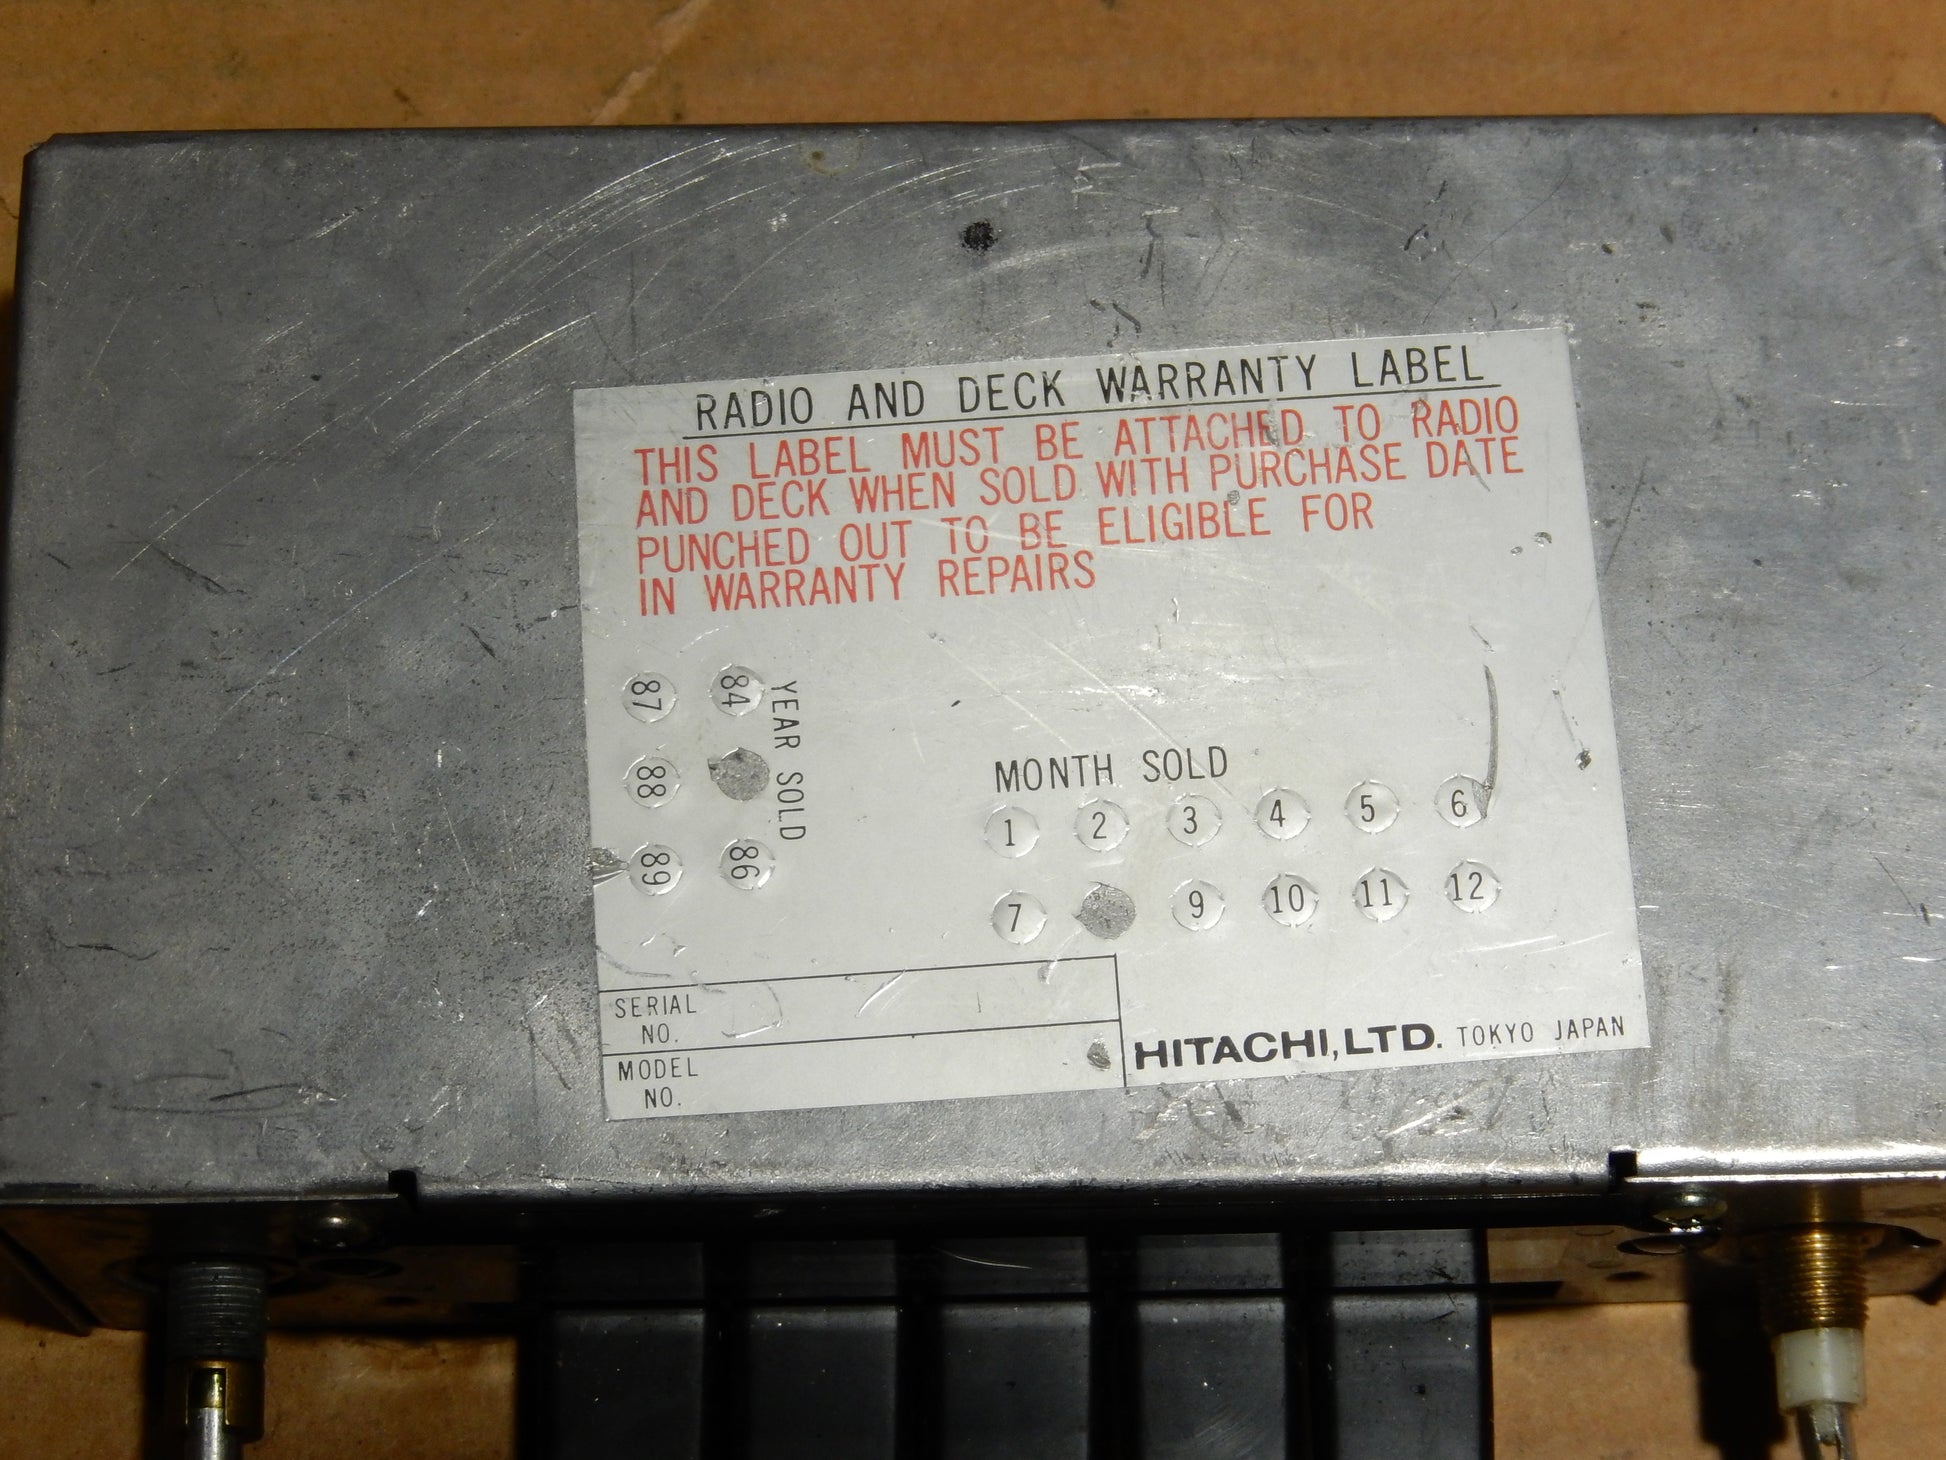 RADIO AND DECK WARRANTY LABEL
THIS LABEL MUST BE ATTACHED TO RADIO
AND DECK WHEN SOLD WITH PURCHASE DATE
PUNCHED OUT TO BE ELIGIBLE FOR
IN WARRANTY REPAIRS
YEAR SOLD
84 86
87 88 89
MONTH SOLD
1 2 3 4 5 6
7 9 10 11 12
SERIAL
NO.
MODEL
NO.
HITACHI, LTD. TOKYO JAPAN